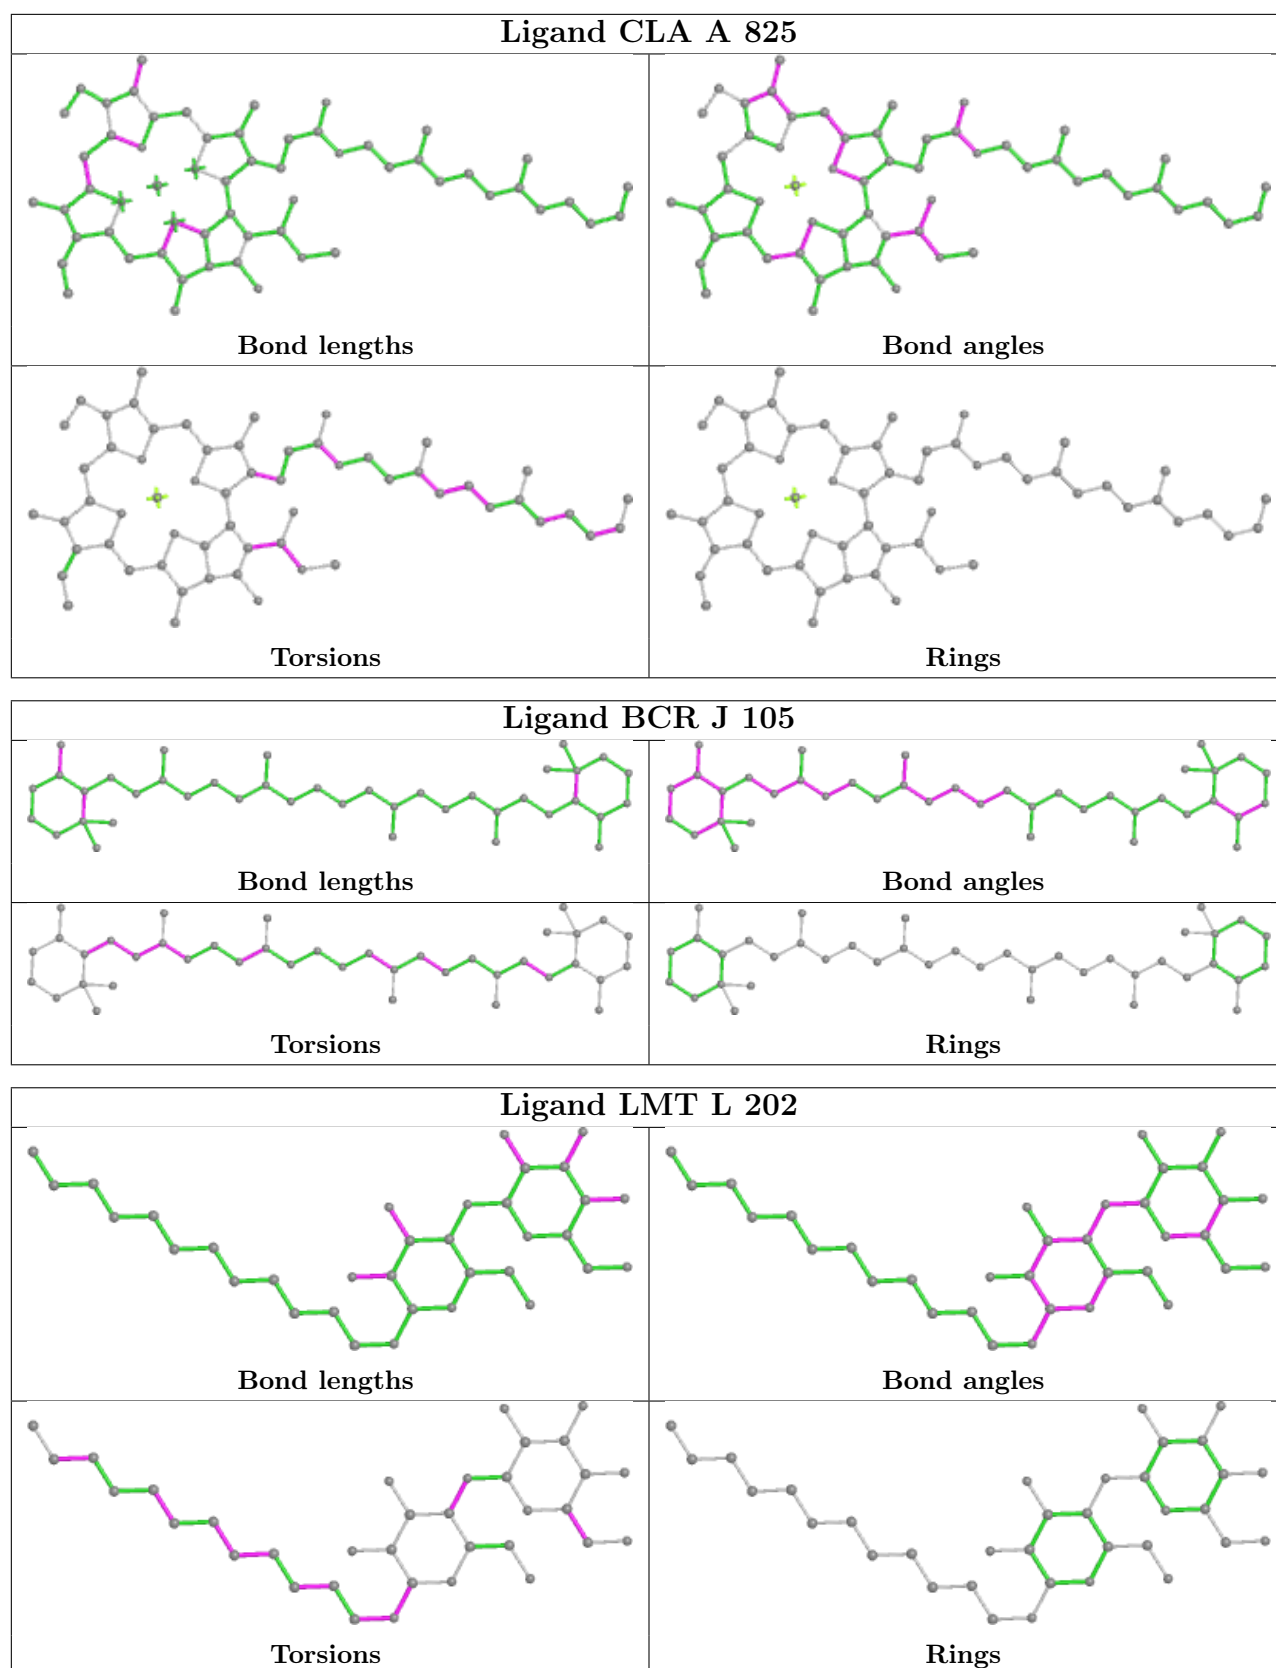 Ligand CLA A 825
Bond lengths
Bond angles
Torsions
Rings
Ligand BCR J 105
Bond lengths
Bond angles
Torsions
Rings
Ligand LMT L 202
Bond lengths
Bond angles
Torsions
Rings